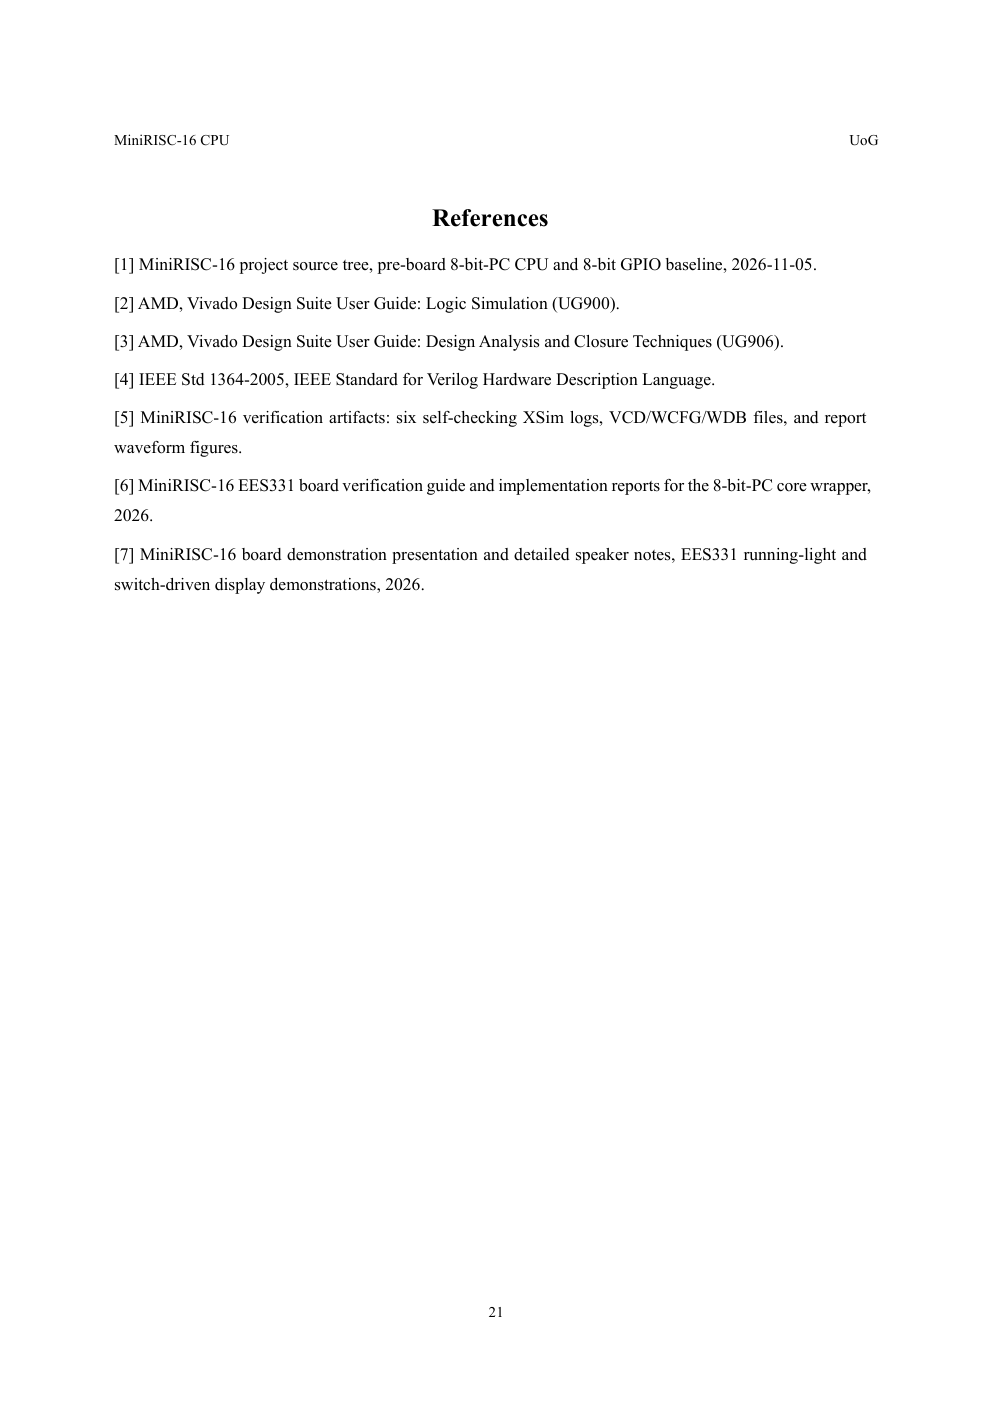 MiniRISC-16 CPU UoG
References
[1] MiniRISC-16 project source tree, pre-board 8-bit-PC CPU and 8-bit GPIO baseline, 2026-11-05.
[2] AMD, Vivado Design Suite User Guide: Logic Simulation (UG900).
[3] AMD, Vivado Design Suite User Guide: Design Analysis and Closure Techniques (UG906).
[4] IEEE Std 1364-2005, IEEE Standard for Verilog Hardware Description Language.
[5] MiniRISC-16 verification artifacts: six self-checking XSim logs, VCD/WCFG/WDB files, and report
waveform figures.
[6] MiniRISC-16 EES331 board verification guide and implementation reports for the 8-bit-PC core wrapper,
2026.
[7] MiniRISC-16 board demonstration presentation and detailed speaker notes, EES331 running-light and
switch-driven display demonstrations, 2026.
21